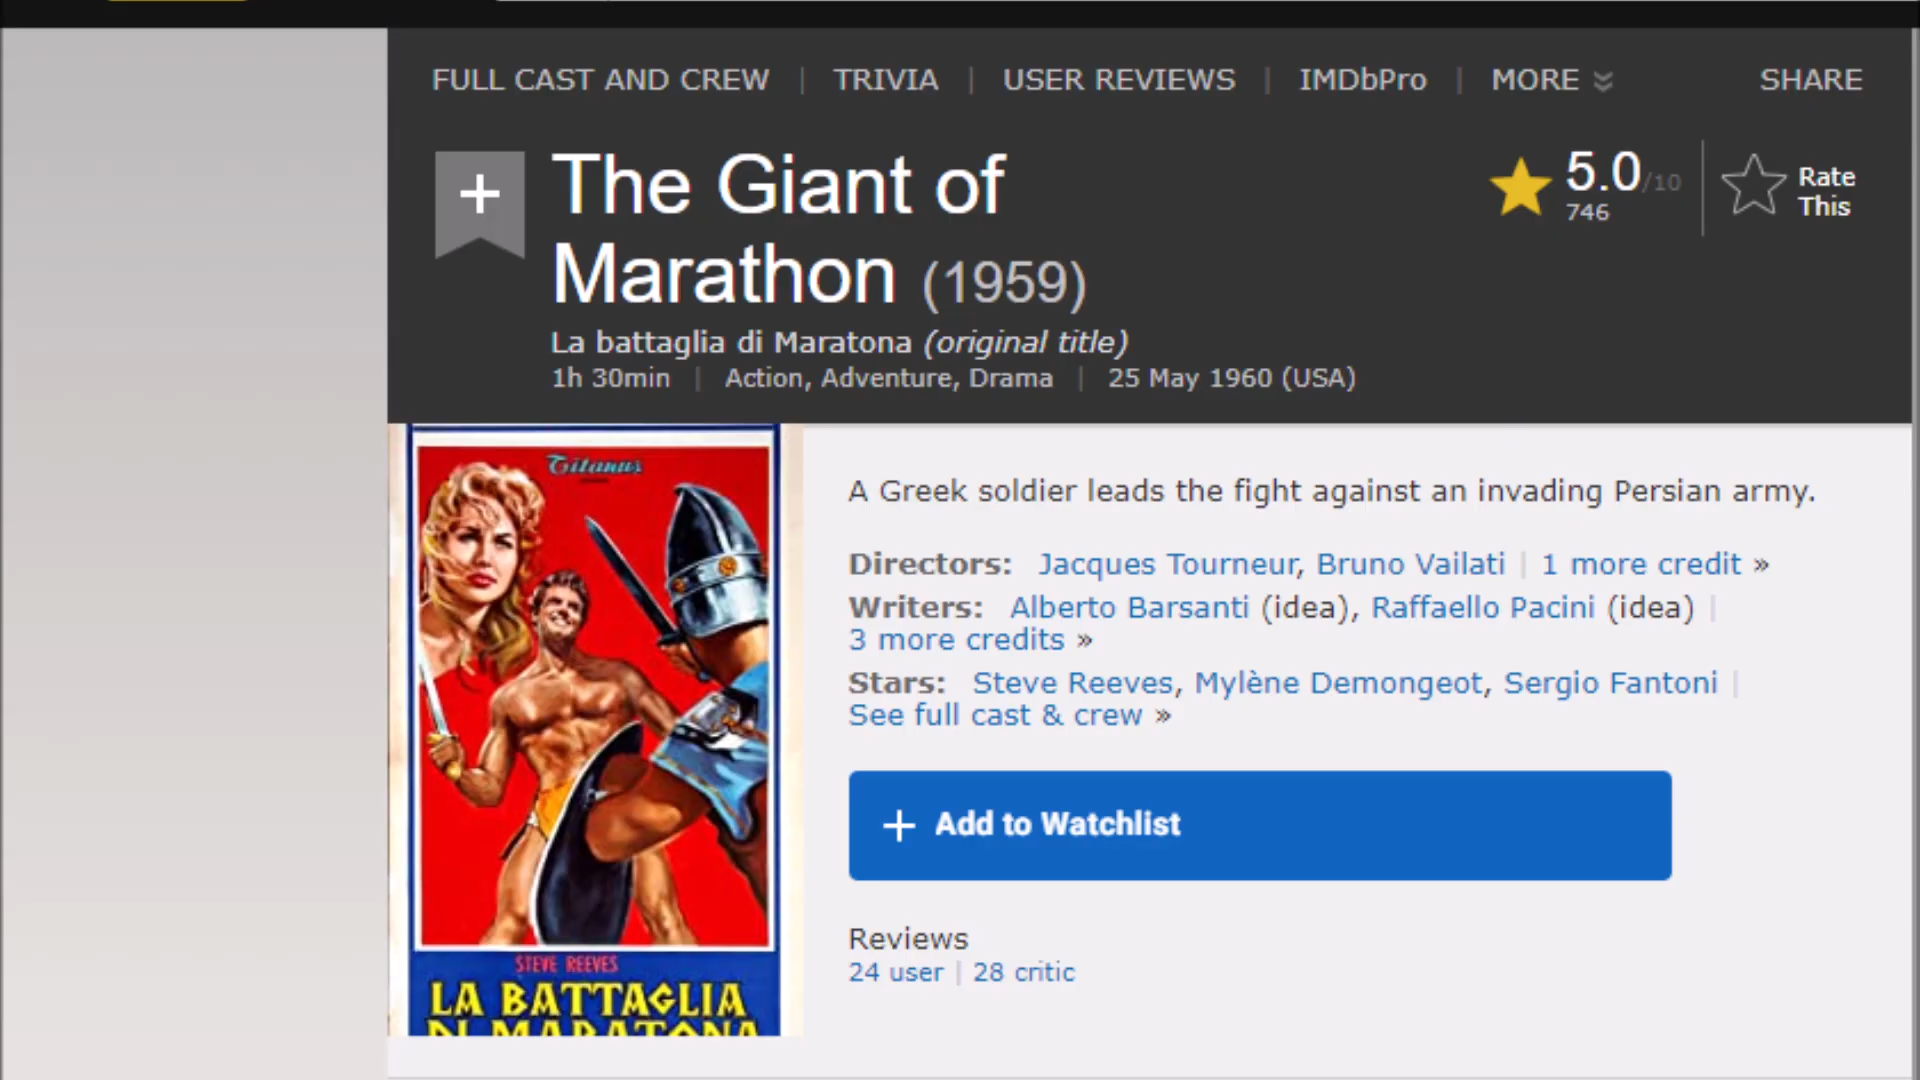 FULL CAST AND CREW | TRIVIA | USER REVIEWS | IMDbPro | MORE SHARE
The Giant of
Marathon (1959)
5.0/10
746
Rate
This
La battaglia di Maratona (original title)
1h 30min | Action, Adventure, Drama | 25 May 1960 (USA)
Titanus
STEVE REEVES
LA BATTAGLIA
DI MARATONA
A Greek soldier leads the fight against an invading Persian army.
Directors: Jacques Tourneur, Bruno Vailati | 1 more credit »
Writers: Alberto Barsanti (idea), Raffaello Pacini (idea) |
3 more credits »
Stars: Steve Reeves, Mylène Demongeot, Sergio Fantoni |
See full cast & crew »
+ Add to Watchlist
Reviews
24 user | 28 critic